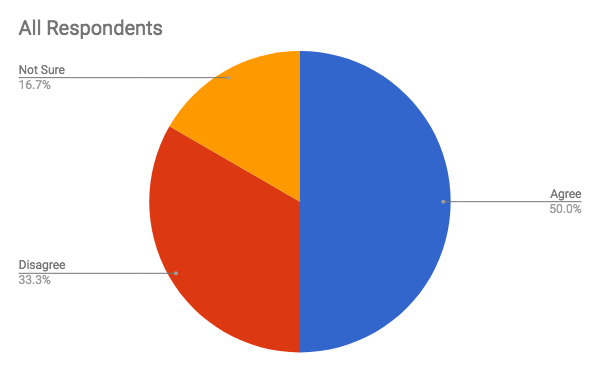 All Respondents
Not Sure
16.7%
Agree
50.0%
Disagree
33.3%